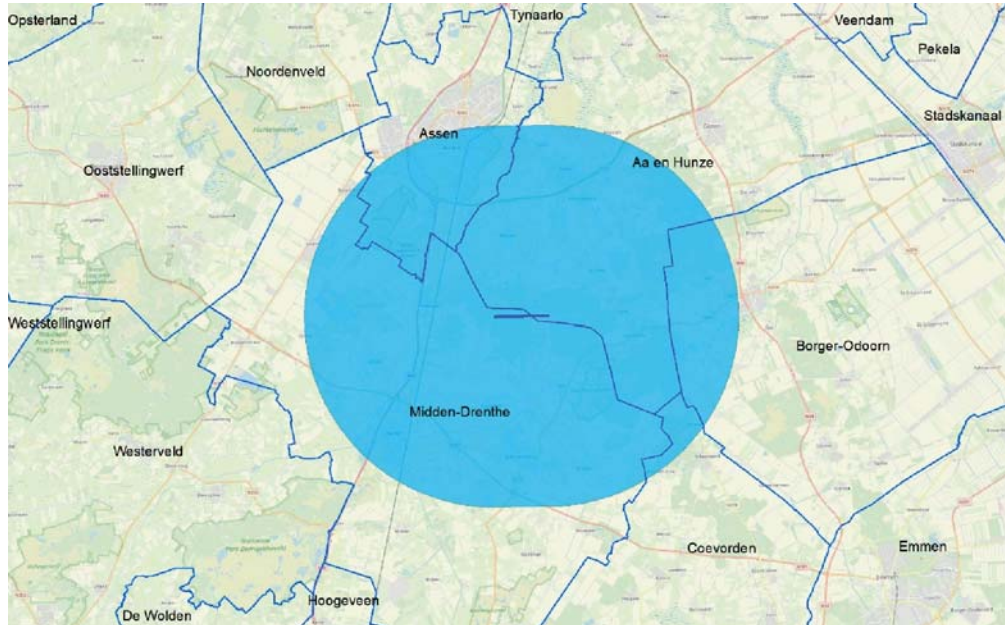 Tynaarlo
Opsterland
Veendam
Pekela
Noordenveld
Stadskanaal
Assen
Aa en Hunze
Ooststellingwerf
Weststellingwerf
Borger-Odoorn
Midden-Drenthe
Westerveld
Coevorden
Emmen
Hoogeveen
De Wolden